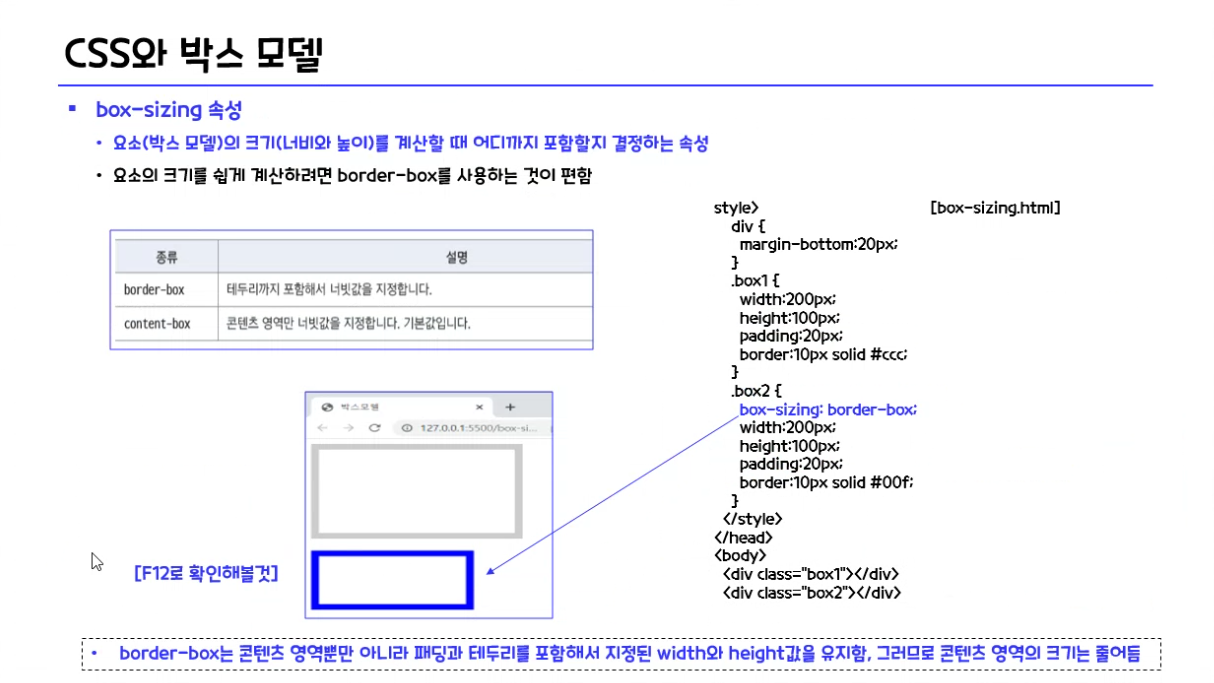 CSS와 박스 모델
▪ box-sizing 속성
• 요소(박스 모델)의 크기(너비와 높이)를 계산할 때 어디까지 포함할지 결정하는 속성
• 요소의 크기를 쉽게 계산하려면 border-box를 사용하는 것이 편함
종류 설명
border-box 테두리까지 포함해서 너빗값을 지정합니다.
content-box 콘텐츠 영역만 너빗값을 지정합니다. 기본값입니다.
박스모델
127.0.0.1:5500/box-si...
[F12로 확인해볼것]
style> [box-sizing.html]
div {
margin-bottom:20px;
}
.box1 {
width:200px;
height:100px;
padding:20px;
border:10px solid #ccc;
}
.box2 {
box-sizing: border-box;
width:200px;
height:100px;
padding:20px;
border:10px solid #00f;
}
</style>
</head>
<body>
<div class="box1"></div>
<div class="box2"></div>
• border-box는 콘텐츠 영역뿐만 아니라 패딩과 테두리를 포함해서 지정된 width와 height값을 유지함, 그러므로 콘텐츠 영역의 크기는 줄어듬